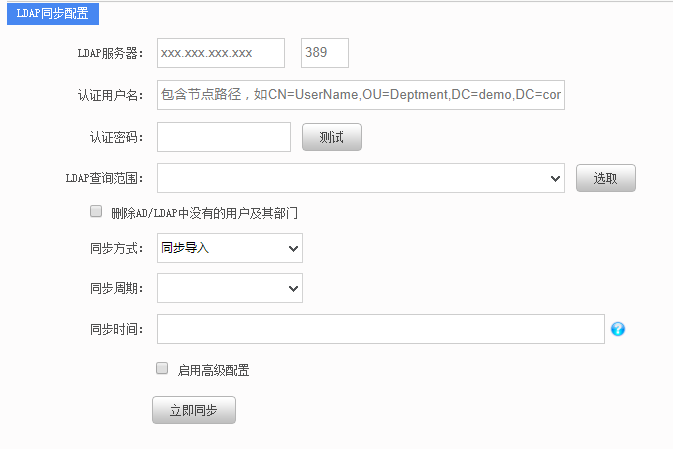 LDAP同步配置
LDAP服务器： xxx.xxx.xxx.xxx 389
认证用户名： 包含节点路径，如CN=UserName,OU=Deptment,DC=demo,DC=cor
认证密码： 测试
LDAP查询范围： 选取
删除AD/LDAP中没有的用户及其部门
同步方式： 同步导入
同步周期：
同步时间： ?
启用高级配置
立即同步